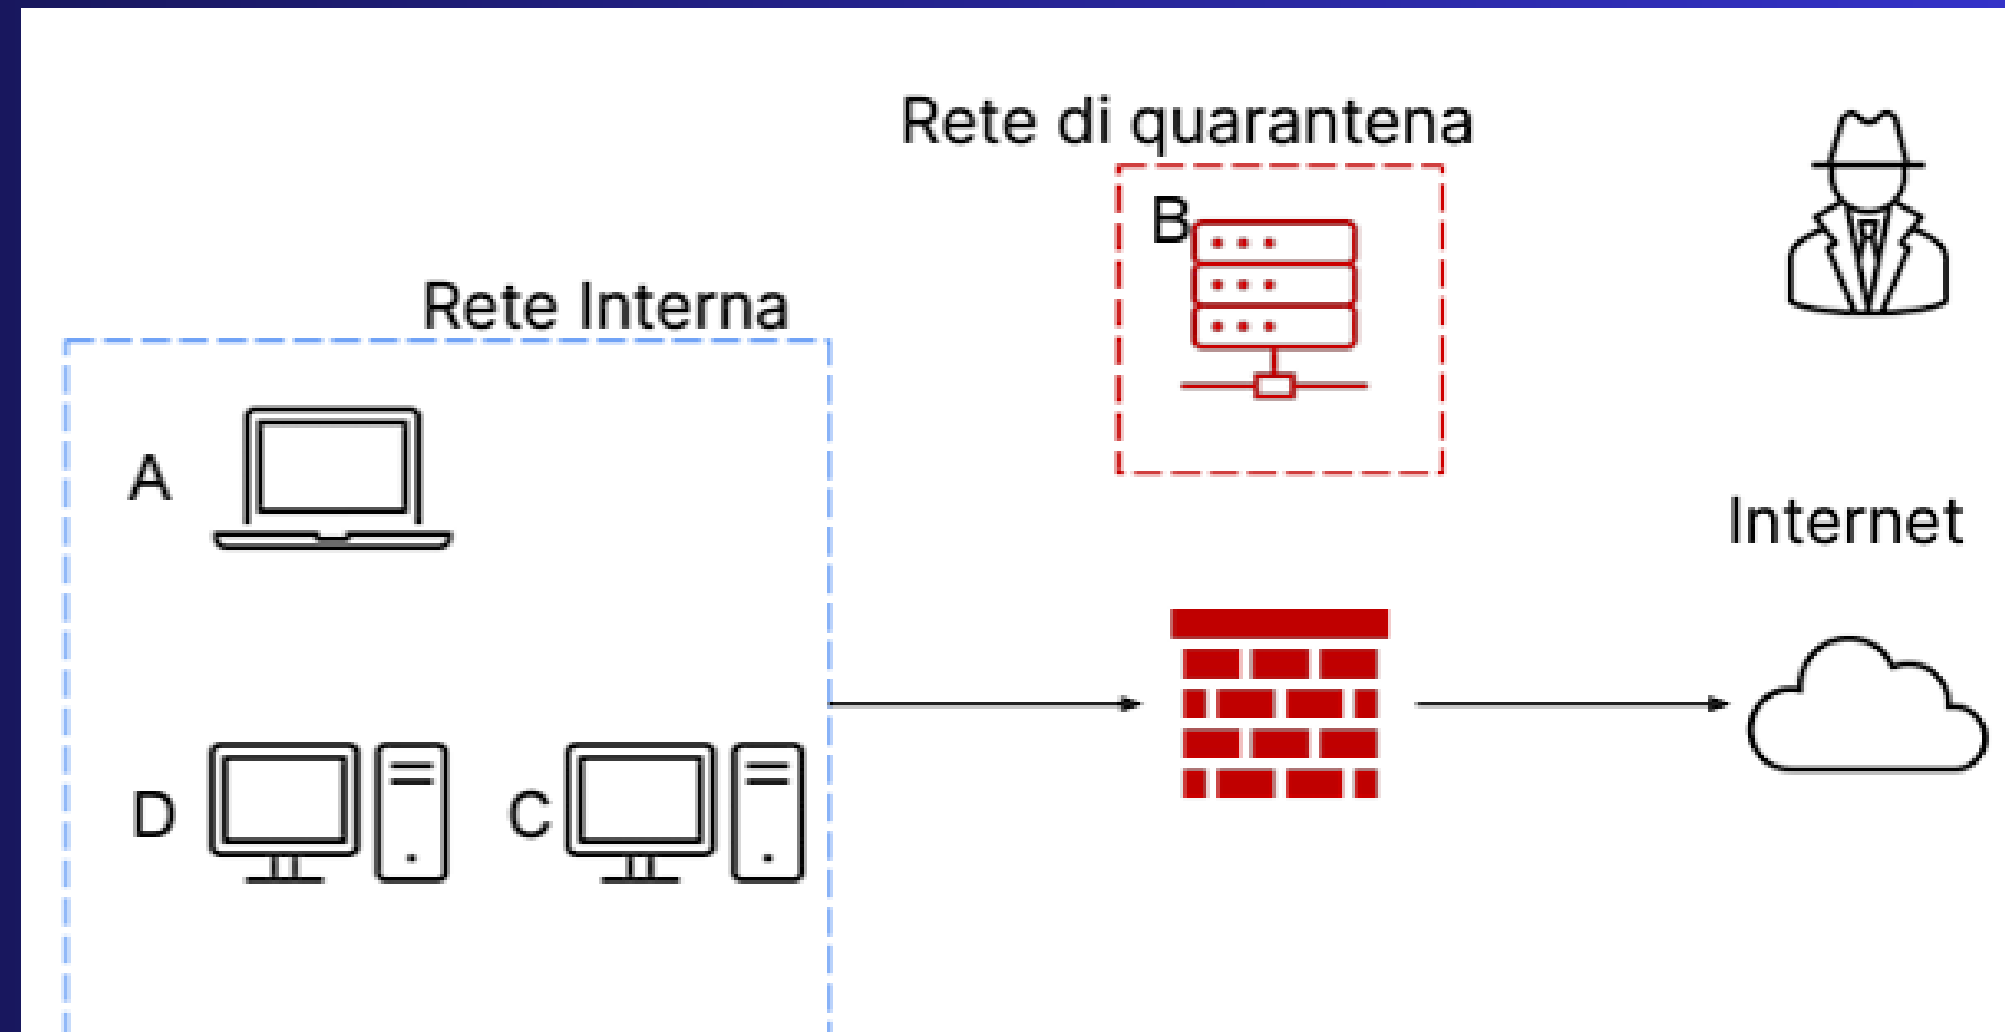 Rete di quarantena
B
Rete Interna
A
Internet
D
C